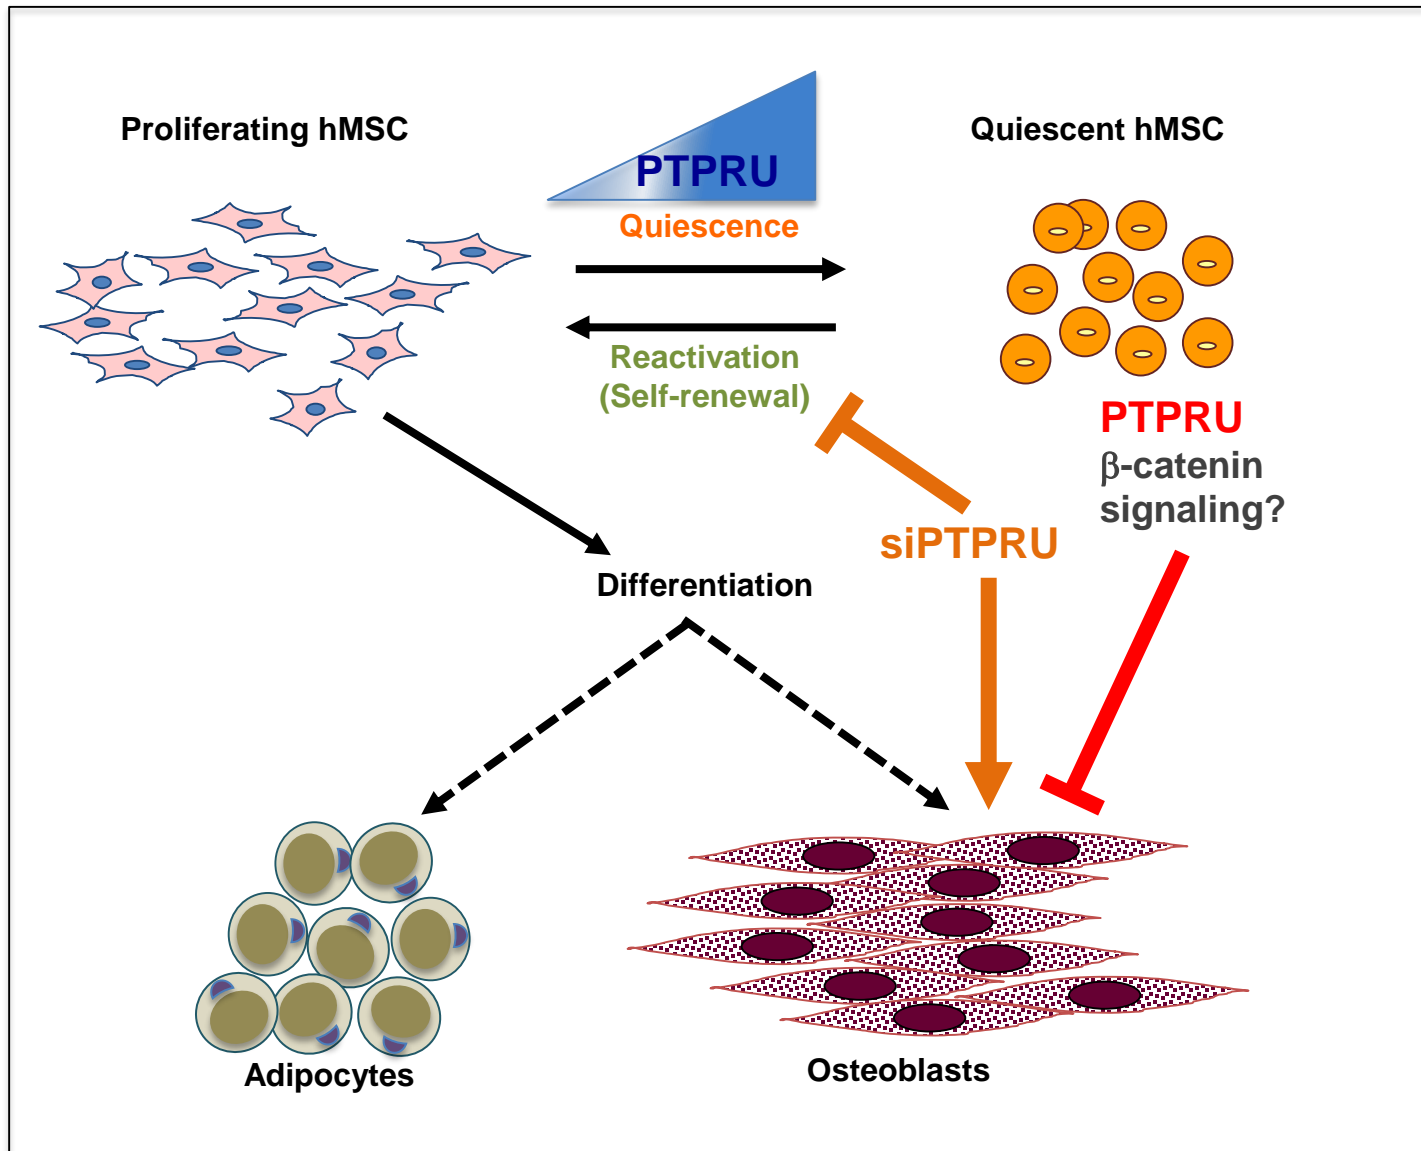 Proliferating hMSC
PTPRU
Quiescent hMSC
Quiescence
Reactivation
(Self-renewal)
PTPRU
β-catenin
signaling?
siPTPRU
Differentiation
Adipocytes
Osteoblasts